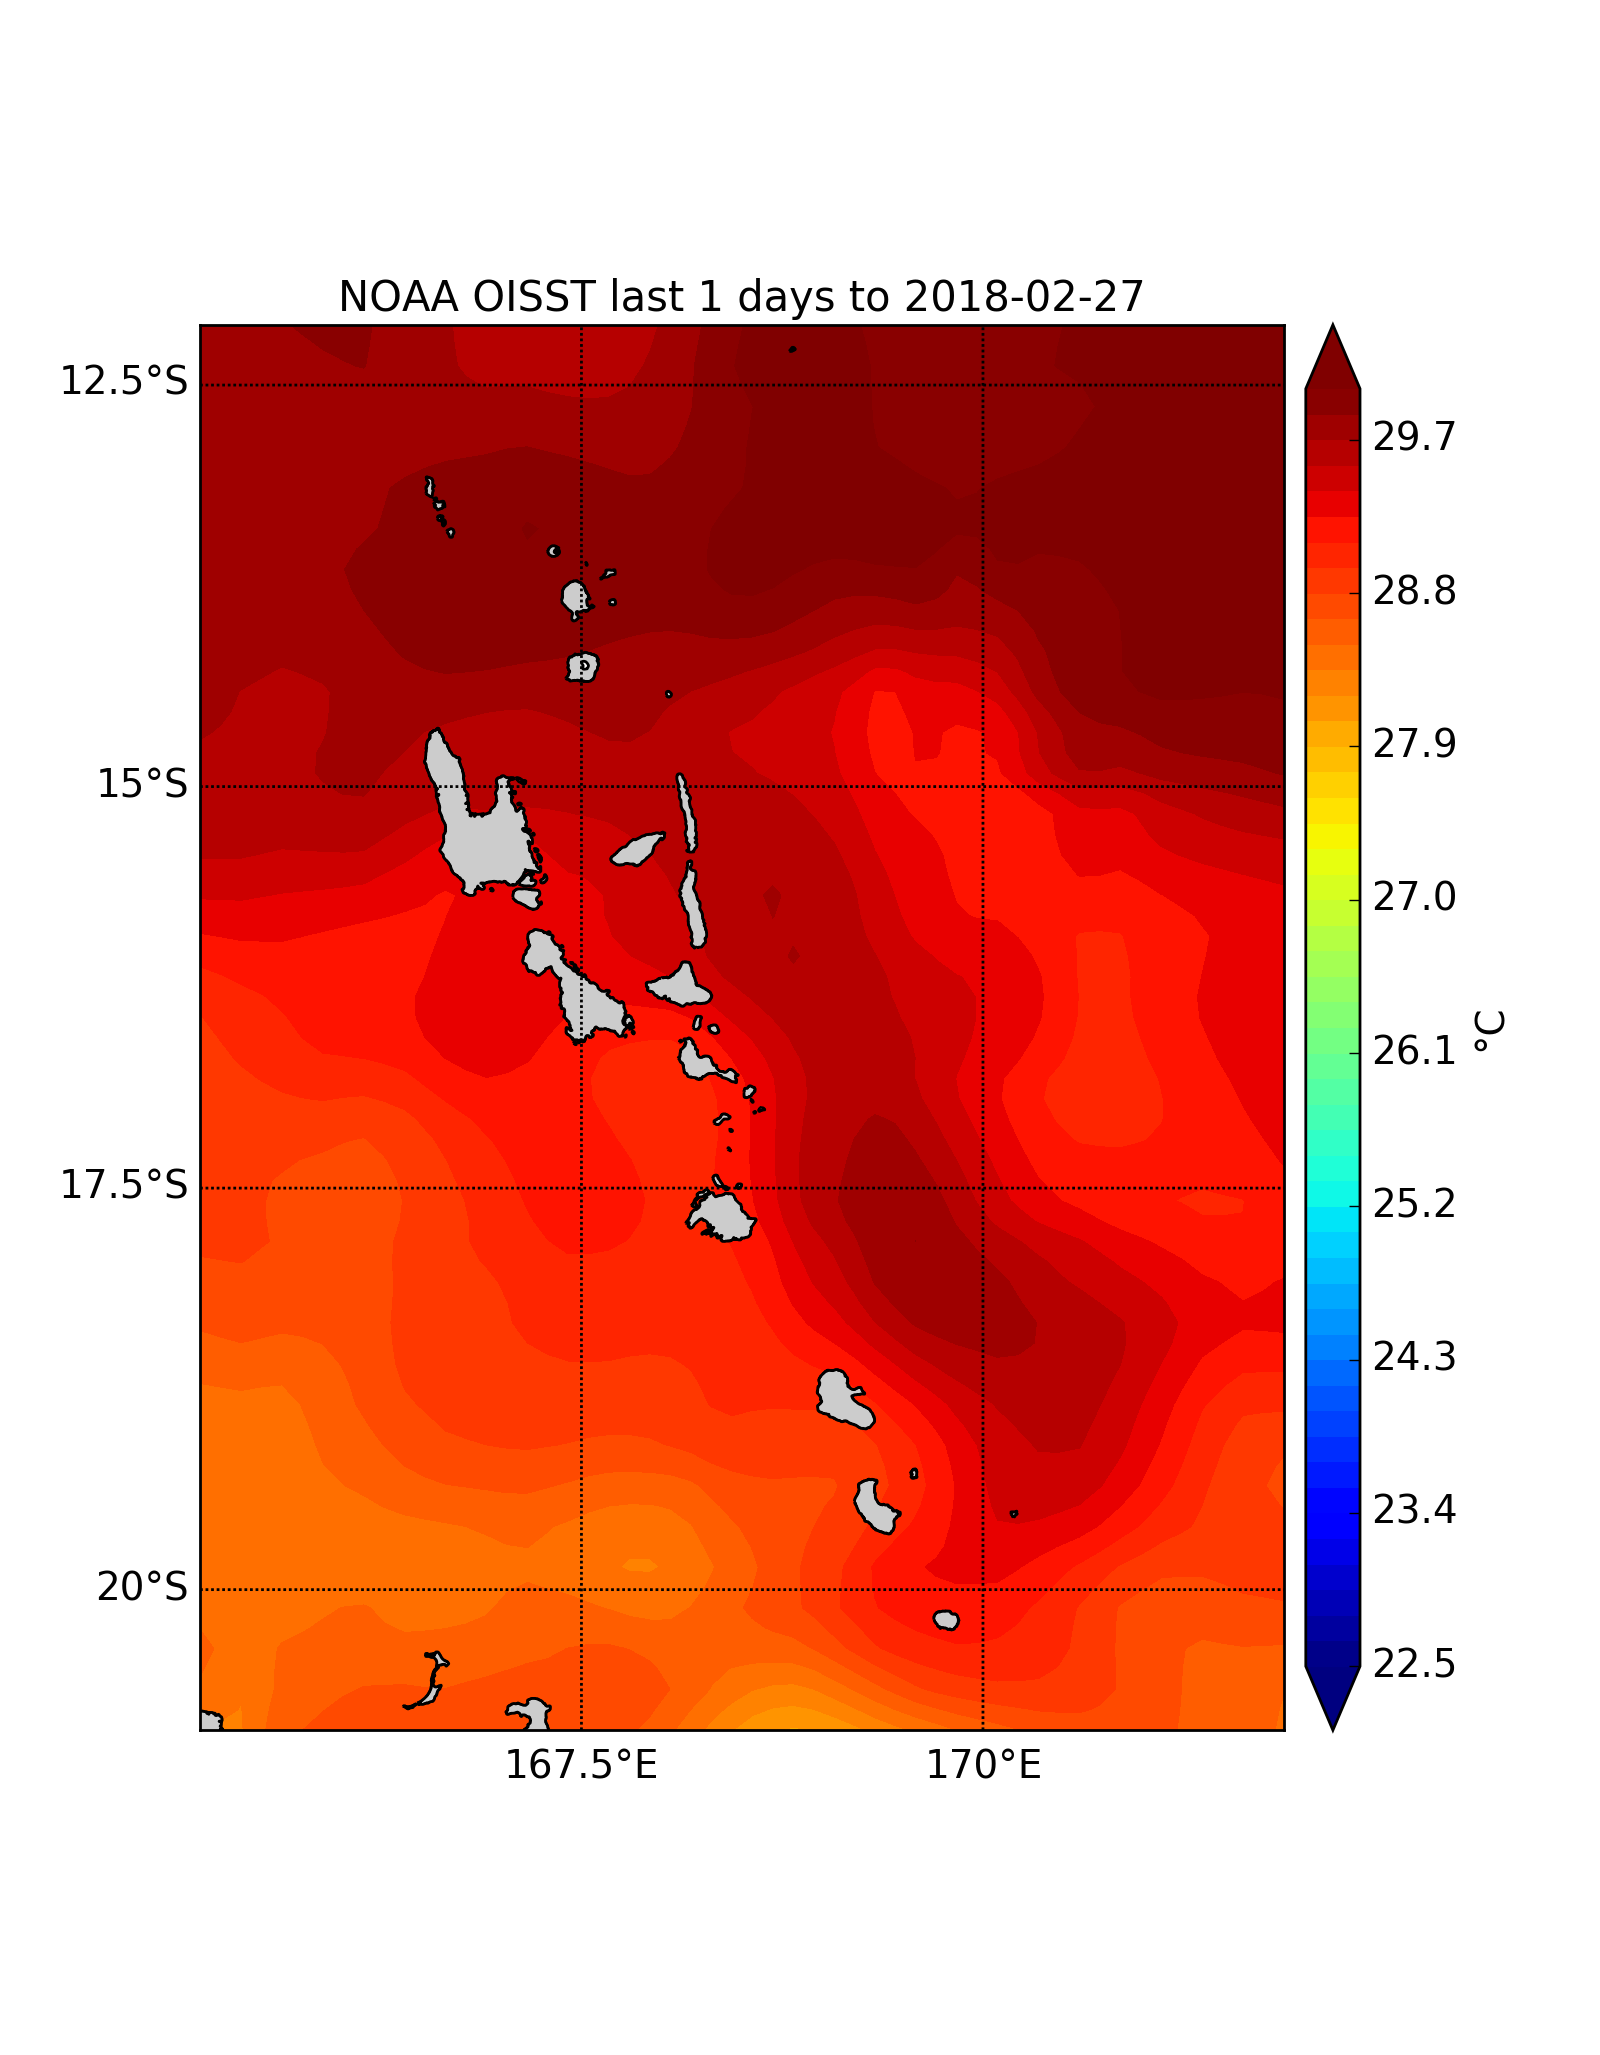 NOAA OISST last 1 days to 2018-02-27
12.5°S
15°S
17.5°S
20°S
167.5°E
170°E
29.7
28.8
27.9
27.0
26.1
25.2
24.3
23.4
22.5
°C